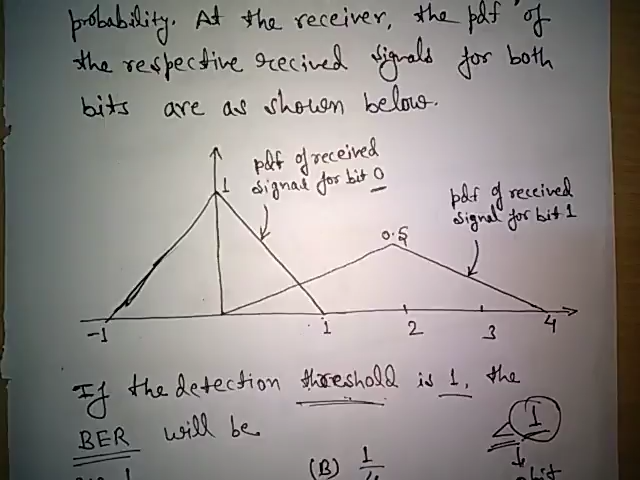 probability. At the receiver, the pdf of
the respective recived signals for both
bits are as shown below.
pdf of received
signal for bit 0
1
pdf of received
signal for bit 1
0.5
-1
1
2
3
4
If the detection threshold is 1, the
BER will be
1
(B) 1
bit